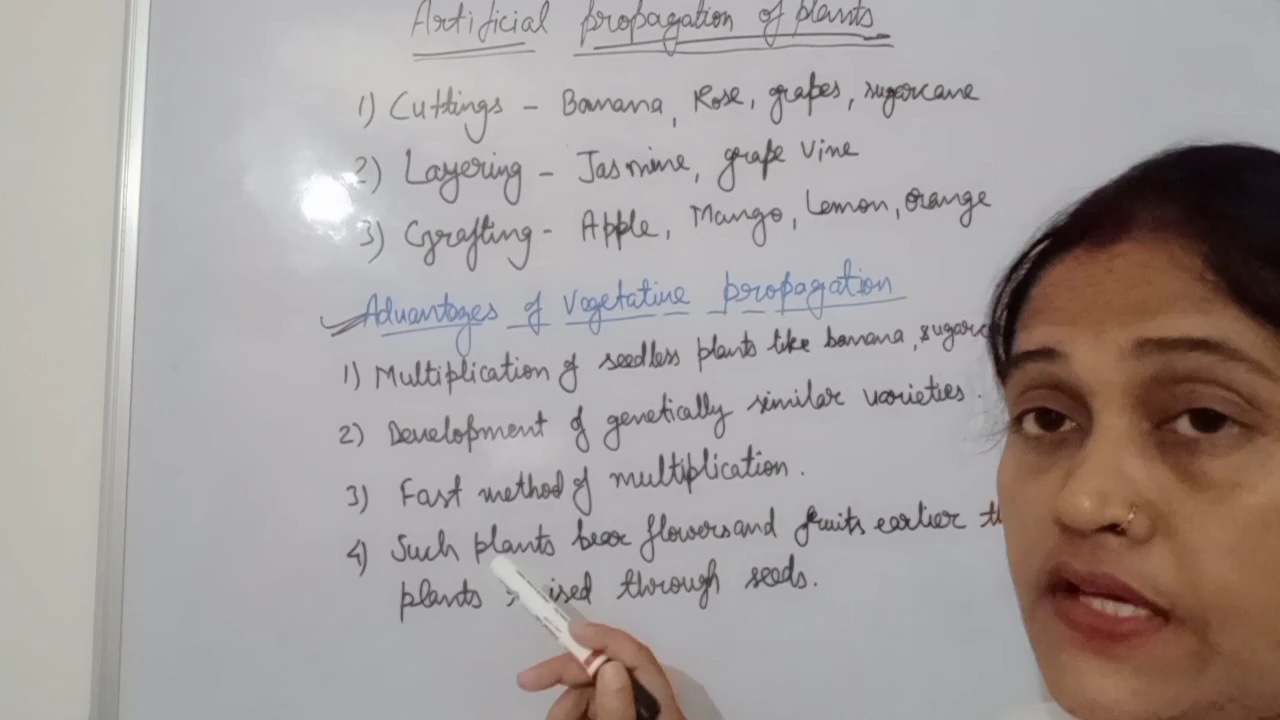 Artificial propagation of plants
1) Cuttings - Banana, Rose, grapes, sugarcane
2) Layering - Jasmine, grape vine
3) Grafting - Apple, Mango, Lemon, orange
Advantages of vegetative propagation
1) Multiplication of seedless plants like banana, sugarc
2) Development of genetically similar varieties.
3) Fast method of multiplication.
4) Such plants bear flowers and fruits earlier th
plants ised through seeds.